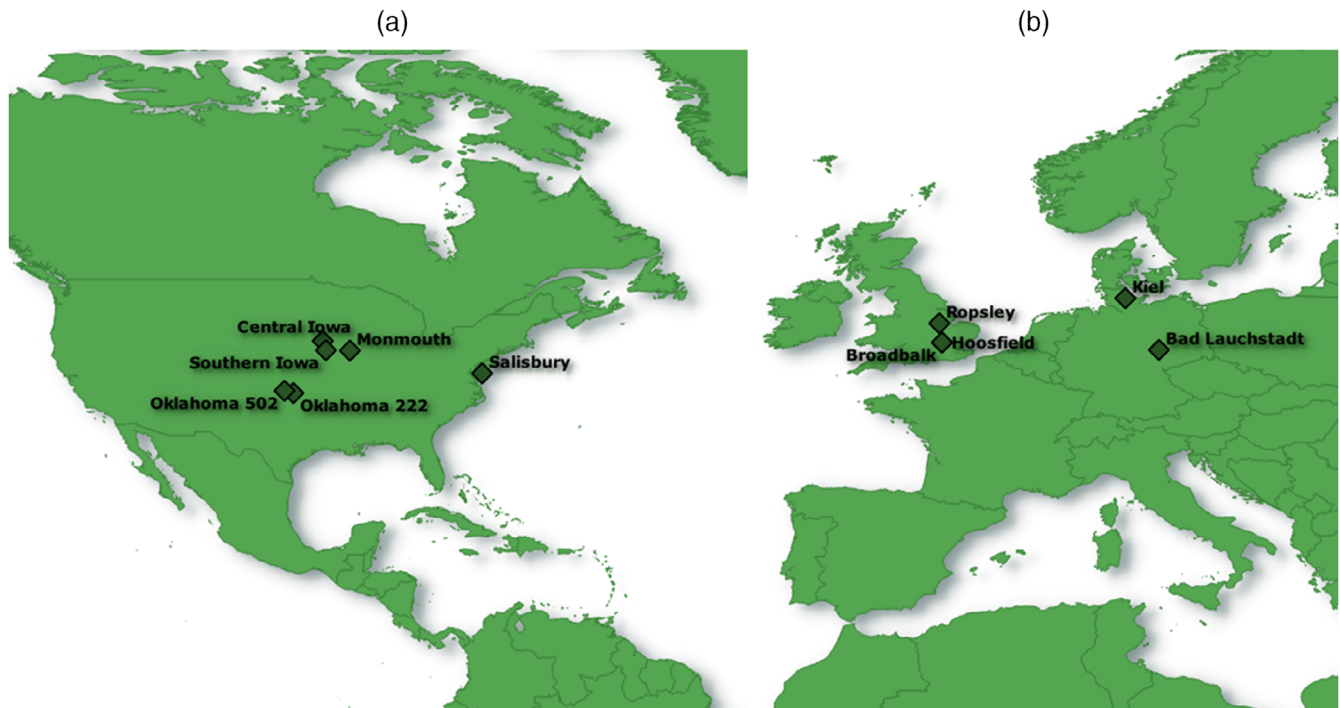 (a)
(b)
Central Iowa
Monmouth
Southern Iowa
Salisbury
Oklahoma 502
Oklahoma 222
Kiel
Ropsley
Hoosfield
Broadbalk
Bad Lauchstadt